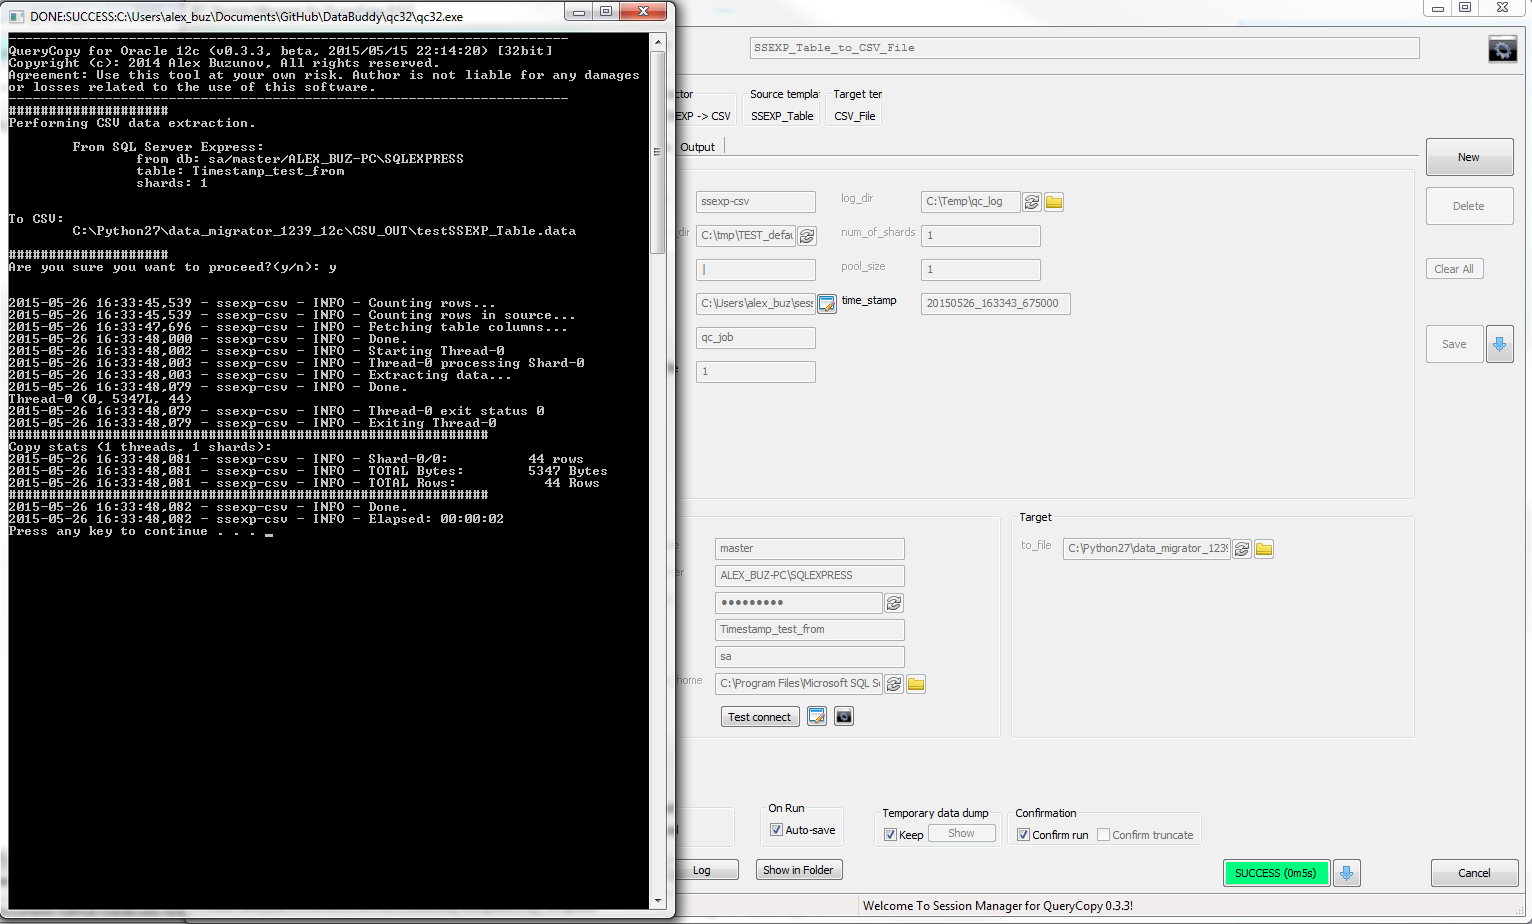 DONE:SUCCESS:C:\Users\alex_buz\Documents\GitHub\DataBuddy\qc32\qc32.exe
QueryCopy for Oracle 12c (v0.3.3, beta, 2015/05/15 22:14:20) [32bit]
Copyright (c): 2014 Alex Buzunov, All rights reserved.
Agreement: Use this tool at your own risk. Author is not liable for any damages
or losses related to the use of this software.
####################
Performing CSV data extraction.
From SQL Server Express:
from db: sa/master/ALEX_BUZ-PC\SQLEXPRESS
table: Timestamp_test_from
shards: 1
To CSV:
C:\Python27\data_migrator_1239_12c\CSV_OUT\testSSEXP_Table.data
####################
Are you sure you want to proceed?(y/n): y
2015-05-26 16:33:45,539 - ssexp-csv - INFO - Counting rows...
2015-05-26 16:33:45,539 - ssexp-csv - INFO - Counting rows in source...
2015-05-26 16:33:47,696 - ssexp-csv - INFO - Fetching table columns...
2015-05-26 16:33:48,000 - ssexp-csv - INFO - Done.
2015-05-26 16:33:48,002 - ssexp-csv - INFO - Starting Thread-0
2015-05-26 16:33:48,003 - ssexp-csv - INFO - Thread-0 processing Shard-0
2015-05-26 16:33:48,003 - ssexp-csv - INFO - Extracting data...
2015-05-26 16:33:48,079 - ssexp-csv - INFO - Done.
Thread-0 (0, 5347L, 44)
2015-05-26 16:33:48,079 - ssexp-csv - INFO - Thread-0 exit status 0
2015-05-26 16:33:48,079 - ssexp-csv - INFO - Exiting Thread-0
############################################################
Copy stats (1 threads, 1 shards):
2015-05-26 16:33:48,081 - ssexp-csv - INFO - Shard-0/0: 44 rows
2015-05-26 16:33:48,081 - ssexp-csv - INFO - TOTAL Bytes: 5347 Bytes
2015-05-26 16:33:48,081 - ssexp-csv - INFO - TOTAL Rows: 44 Rows
############################################################
2015-05-26 16:33:48,082 - ssexp-csv - INFO - Done.
2015-05-26 16:33:48,082 - ssexp-csv - INFO - Elapsed: 00:00:02
Press any key to continue . . . _
SSEXP_Table_to_CSV_File
ctor Source templat Target ter
EXP -> CSV SSEXP_Table CSV_File
Output
New
Delete
Clear All
Save
ssexp-csv log_dir C:\Temp\qc_log
_dir C:\tmp\TEST_defau num_of_shards 1
| pool_size 1
C:\Users\alex_buz\sess time_stamp 20150526_163343_675000
qc_job
1
master
ALEX_BUZ-PC\SQLEXPRESS
•••••••••
Timestamp_test_from
sa
home C:\Program Files\Microsoft SQL Se
Test connect
Target
to_file C:\Python27\data_migrator_1239
On Run
Auto-save
Temporary data dump
Keep Show
Confirmation
Confirm run Confirm truncate
Log Show in Folder SUCCESS (0m5s) Cancel
Welcome To Session Manager for QueryCopy 0.3.3!